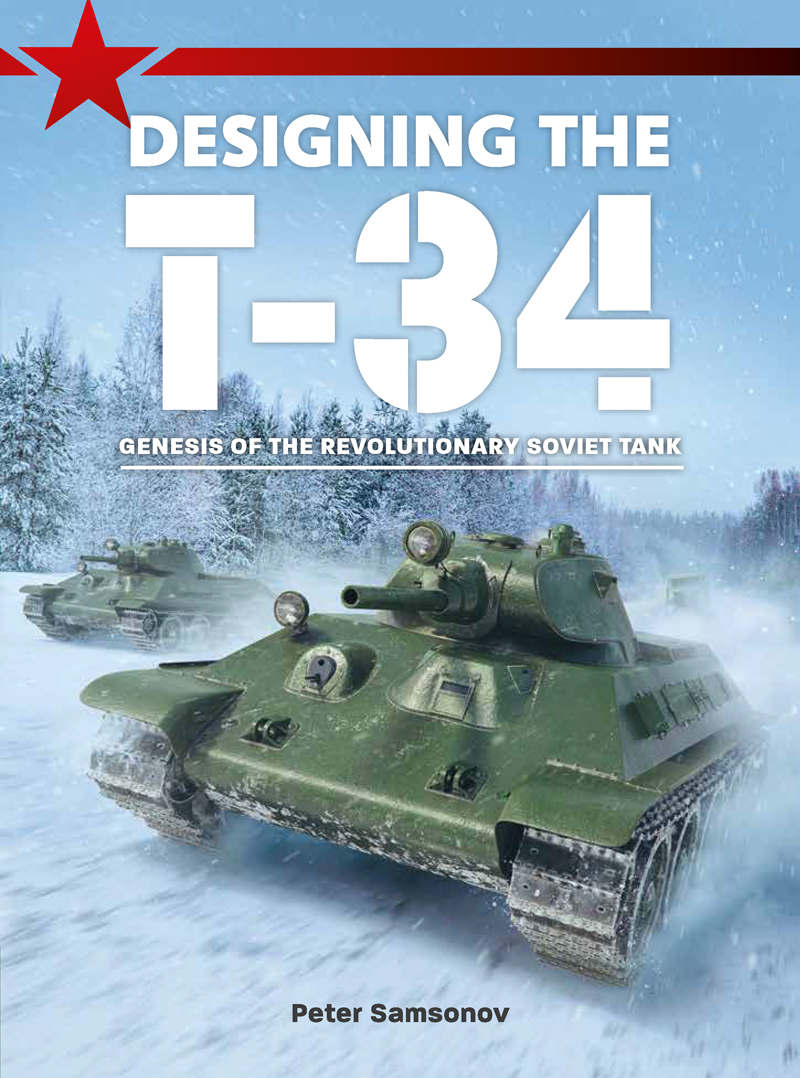 DESIGNING THE
T-34
GENESIS OF THE REVOLUTIONARY SOVIET TANK
Peter Samsonov